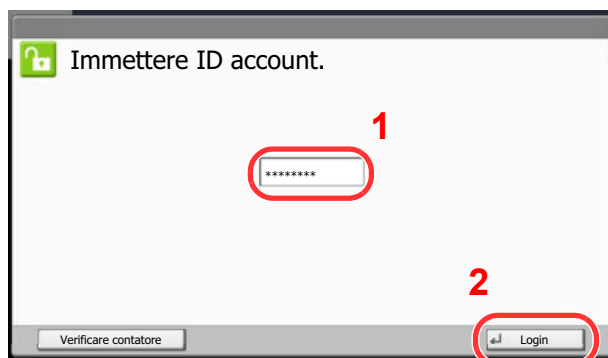 Immettere ID account.
1
********
2
Verificare contatore
Login